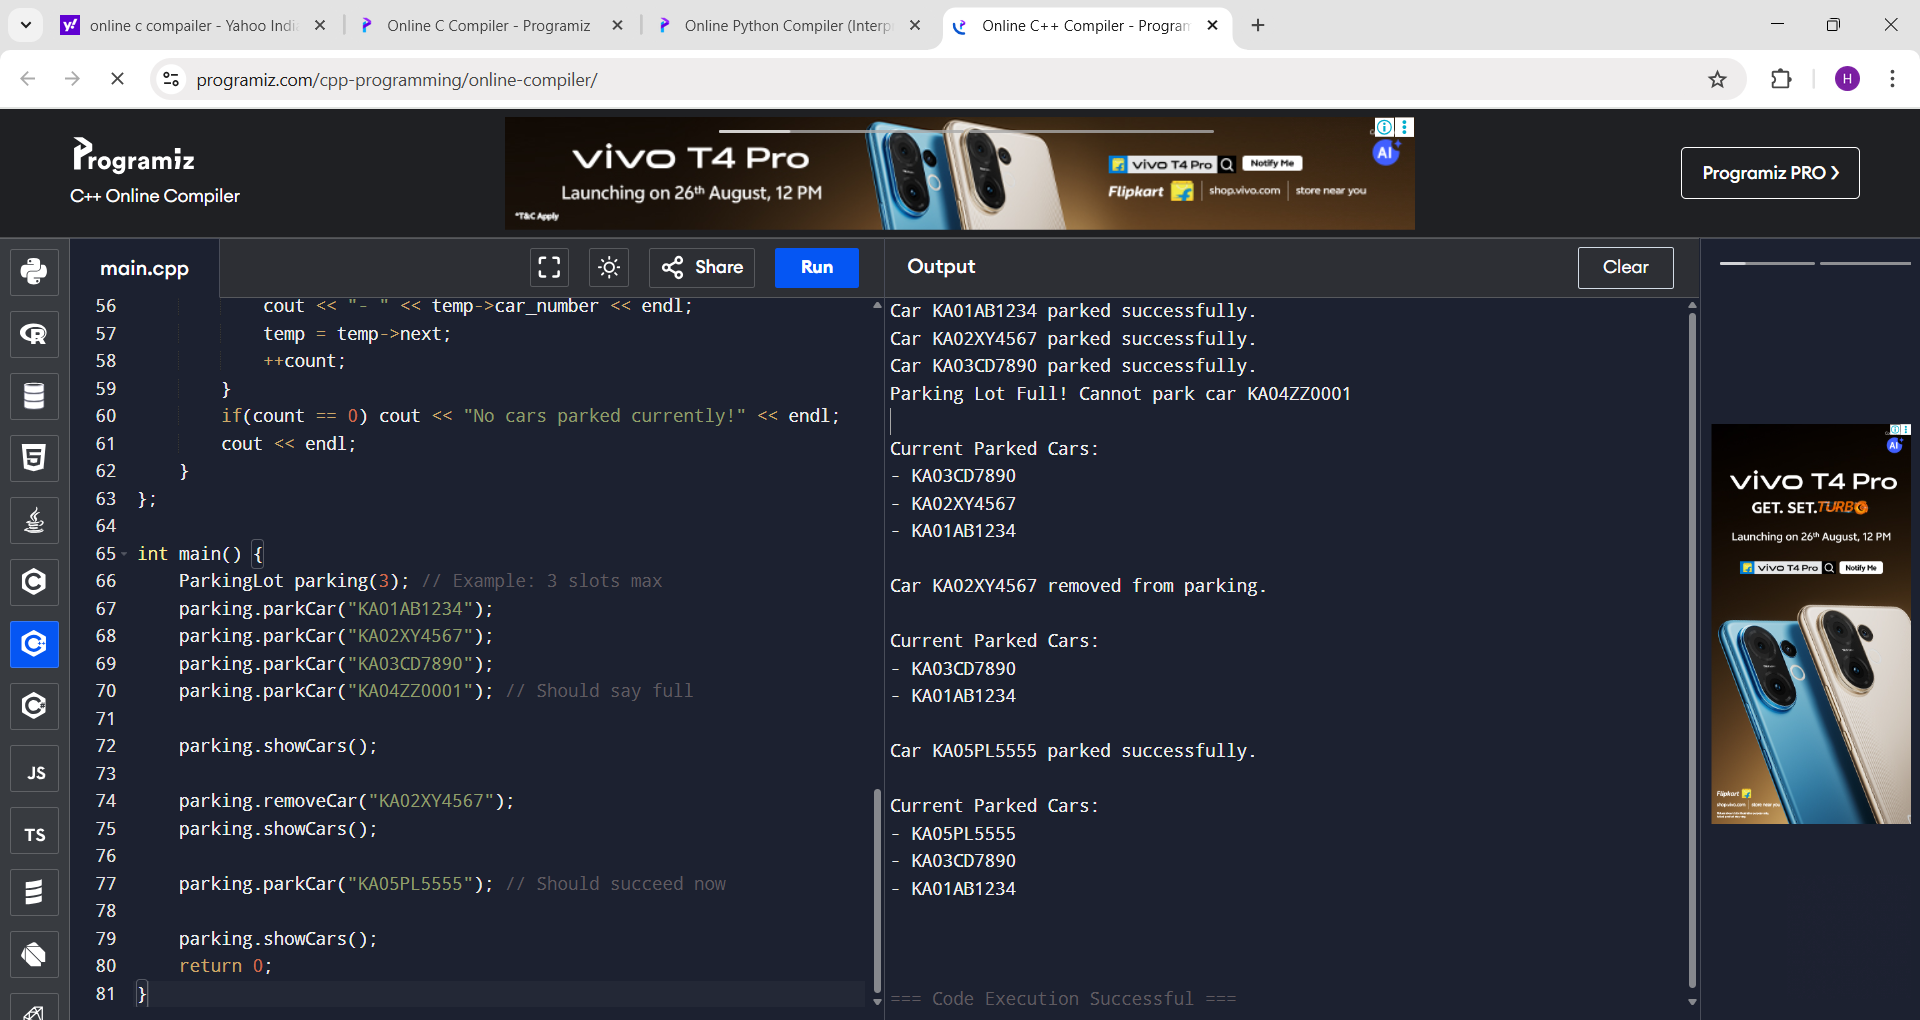 online c compailer - Yahoo Indi
Online C Compiler - Programiz
Online Python Compiler (Interp
Online C++ Compiler - Program
programiz.com/cpp-programming/online-compiler/
H
Programiz
C++ Online Compiler
vivo T4 Pro
Launching on 26th August, 12 PM
*T&C Apply
vivo T4 Pro
Notify Me
Flipkart
shop.vivo.com
store near you
AI
Programiz PRO
main.cpp
Share
Run
Output
Clear
56 cout << "- " << temp->car_number << endl;
57 temp = temp->next;
58 ++count;
59 }
60 if(count == 0) cout << "No cars parked currently!" << endl;
61 cout << endl;
62 }
63 };
64
65 int main() {
66 ParkingLot parking(3); // Example: 3 slots max
67 parking.parkCar("KA01AB1234");
68 parking.parkCar("KA02XY4567");
69 parking.parkCar("KA03CD7890");
70 parking.parkCar("KA04ZZ0001"); // Should say full
71
72 parking.showCars();
73
74 parking.removeCar("KA02XY4567");
75 parking.showCars();
76
77 parking.parkCar("KA05PL5555"); // Should succeed now
78
79 parking.showCars();
80 return 0;
81 }
Car KA01AB1234 parked successfully.
Car KA02XY4567 parked successfully.
Car KA03CD7890 parked successfully.
Parking Lot Full! Cannot park car KA04ZZ0001
Current Parked Cars:
- KA03CD7890
- KA02XY4567
- KA01AB1234
Car KA02XY4567 removed from parking.
Current Parked Cars:
- KA03CD7890
- KA01AB1234
Car KA05PL5555 parked successfully.
Current Parked Cars:
- KA05PL5555
- KA03CD7890
- KA01AB1234
=== Code Execution Successful ===
JS
TS
AI
vivo T4 Pro
GET. SET. TURBO
Launching on 26th August, 12 PM
vivo T4 Pro
Notify Me
Flipkart